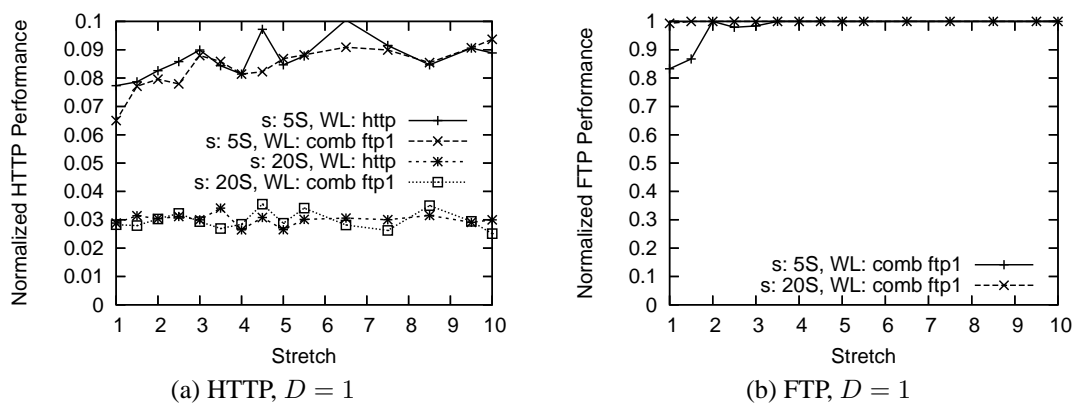 Normalized HTTP Performance
0.1
0.09
0.08
0.07
0.06
0.05
0.04
0.03
0.02
0.01
0
s: 5S, WL: http
s: 5S, WL: comb ftp1
s: 20S, WL: http
s: 20S, WL: comb ftp1
1 2 3 4 5 6 7 8 9 10
Stretch
(a) HTTP, D = 1
Normalized FTP Performance
1
0.9
0.8
0.7
0.6
0.5
0.4
0.3
0.2
0.1
0
s: 5S, WL: comb ftp1
s: 20S, WL: comb ftp1
1 2 3 4 5 6 7 8 9 10
Stretch
(b) FTP, D = 1